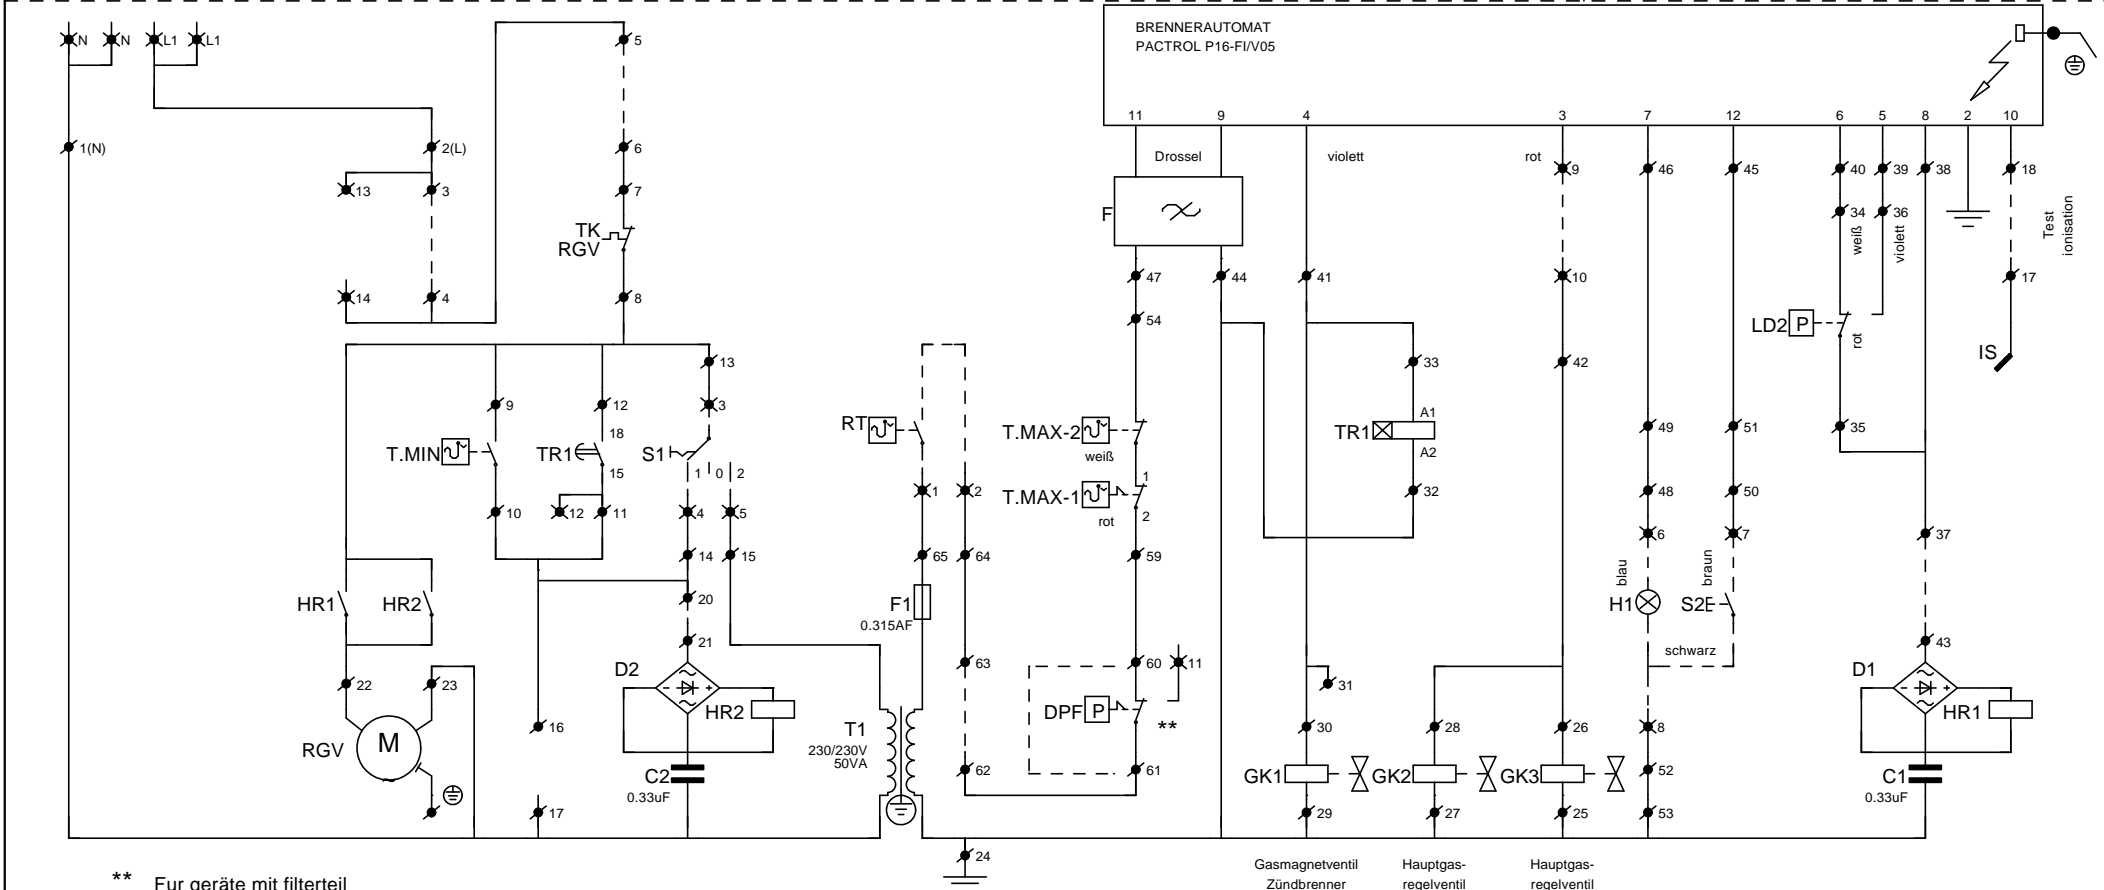 BRENNERAUTOMAT
PACTROL P16-FI/V05
N N L1 L1 5
11 9 4 3 7 12 6 5 8 2 10
1(N) 2(L) 6
Drossel violett rot
13 3 7
9 46 45 40 39 38 18
F
34 36
weiß violett
Test
ionisation
TK
RGV
14 4 8
47 44 41 10 17
54
LD2 P rot
IS
13 33 42
9 12 3
RT
T.MAX-2
weiß
A1
TR1
A2
49 51 35
T.MIN
TR1
18
15
S1
1 0 2
1 2
T.MAX-1
1
2
rot
32
48 50
10 12 11 4 5
6 7 37
14 15 65 64 59
blau braun
HR1 HR2
20
F1
0.315AF
H1 S2E
21
63 60 11
schwarz
43
22 23
D2
- +
HR2
DPF P
**
31
D1
- +
HR1
RGV M
16
T1
230/230V
50VA
30 28 26 8
C2
0.33uF
62 61
GK1 GK2 GK3
52
C1
0.33uF
17
29 27 25 53
24
Gasmagnetventil
Zündbrenner
Hauptgas-
regelventil
Hauptgas-
regelventil
** Fur geräte mit filterteil